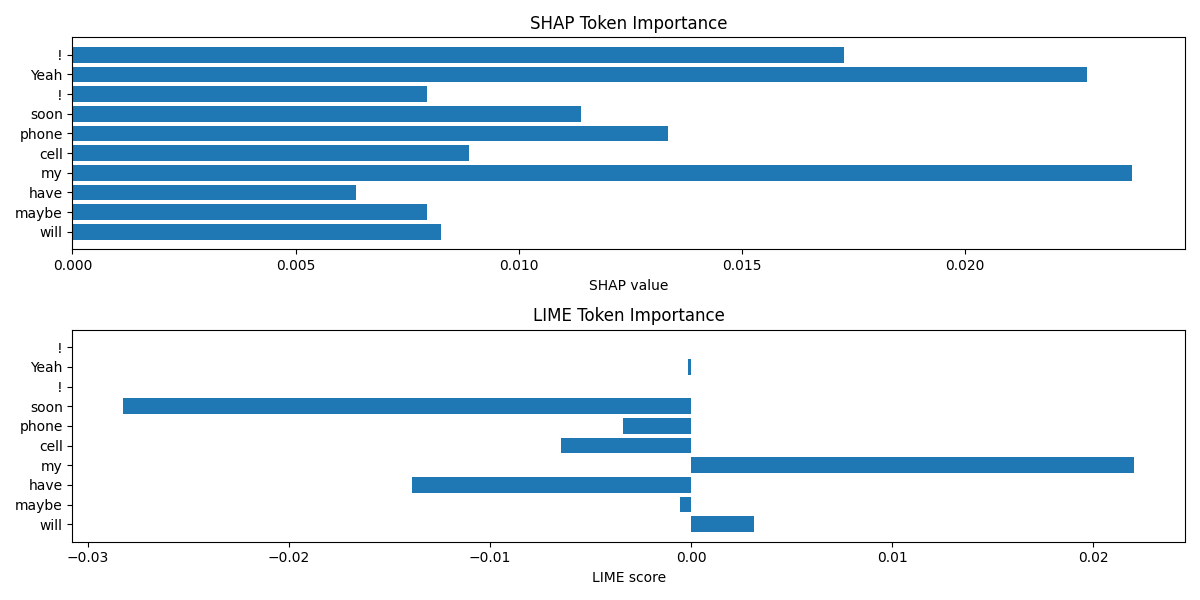 SHAP Token Importance
!
Yeah
!
soon
phone
cell
my
have
maybe
will
0.000 0.005 0.010 0.015 0.020
SHAP value
LIME Token Importance
!
Yeah
!
soon
phone
cell
my
have
maybe
will
−0.03 −0.02 −0.01 0.00 0.01 0.02
LIME score